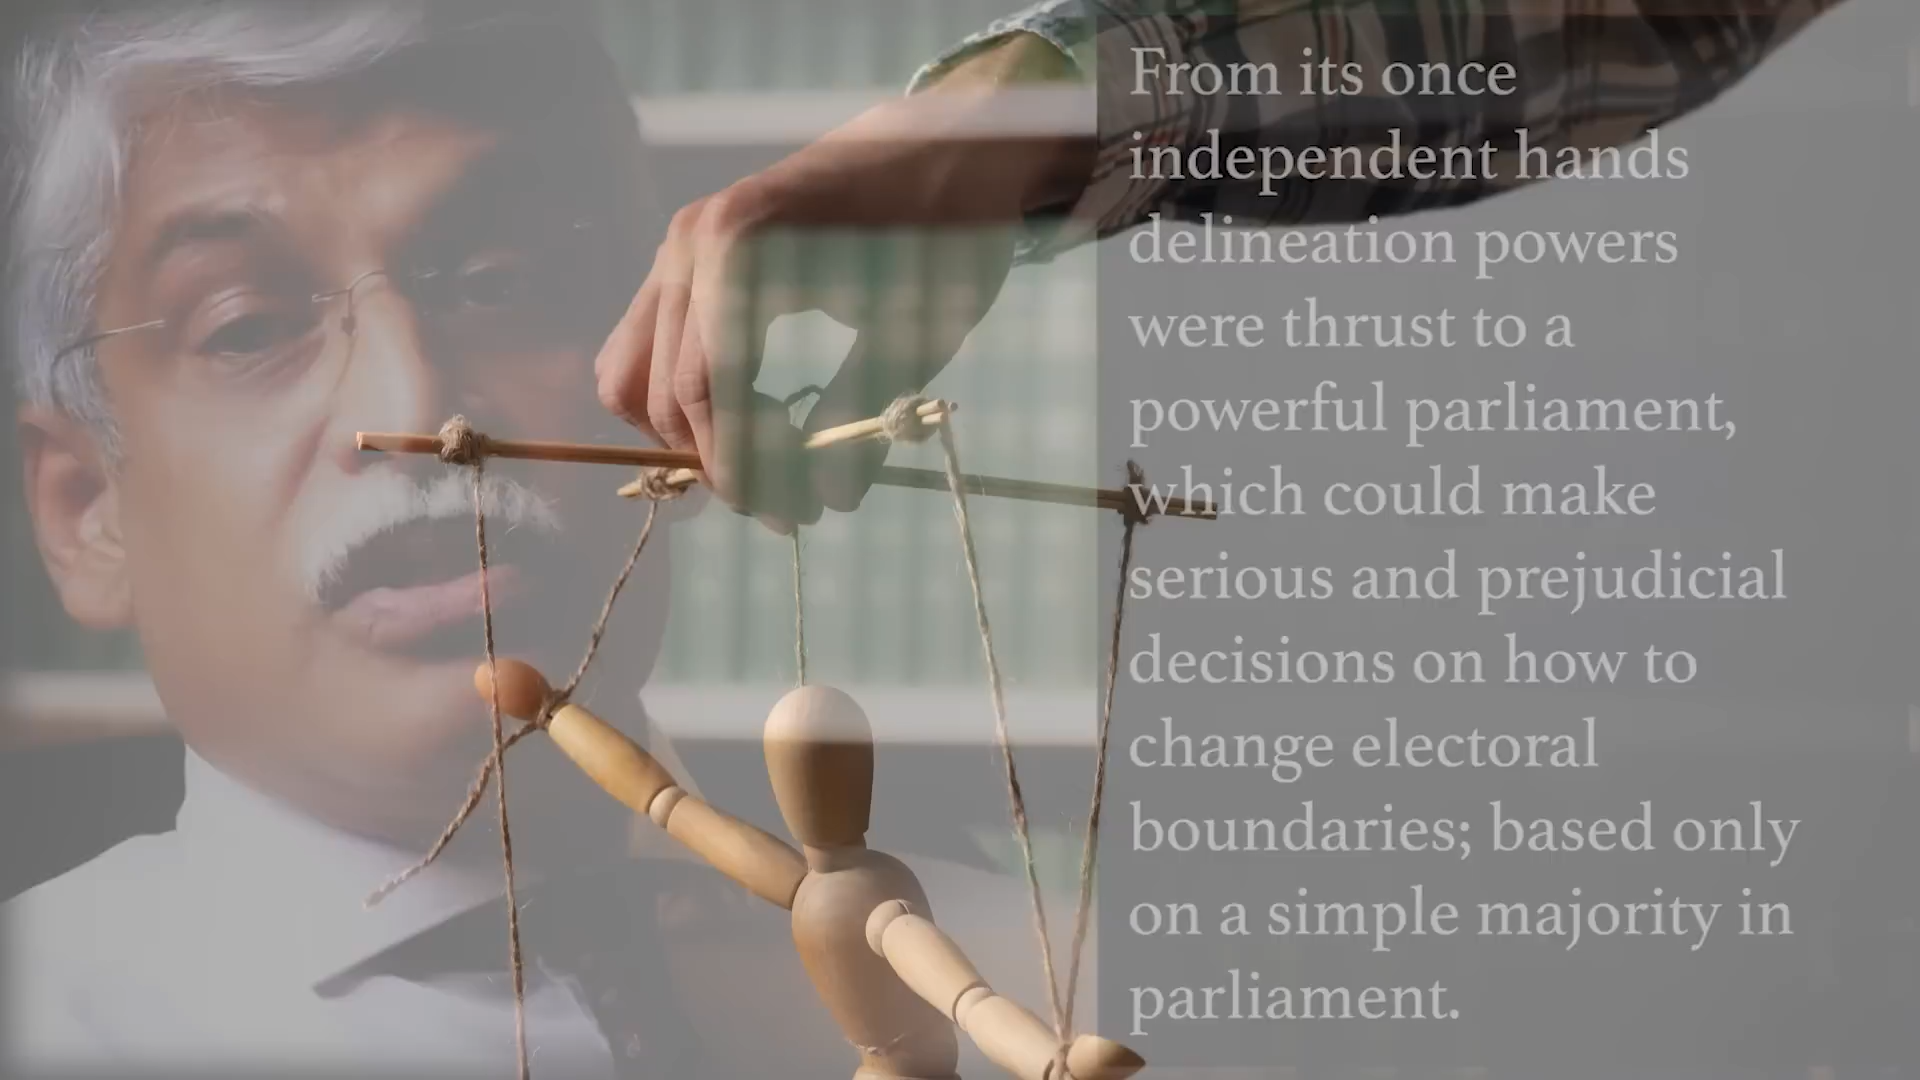 From its once
independent hands
delineation powers
were thrust to a
powerful parliament,
which could make
serious and prejudicial
decisions on how to
change electoral
boundaries; based only
on a simple majority in
parliament.